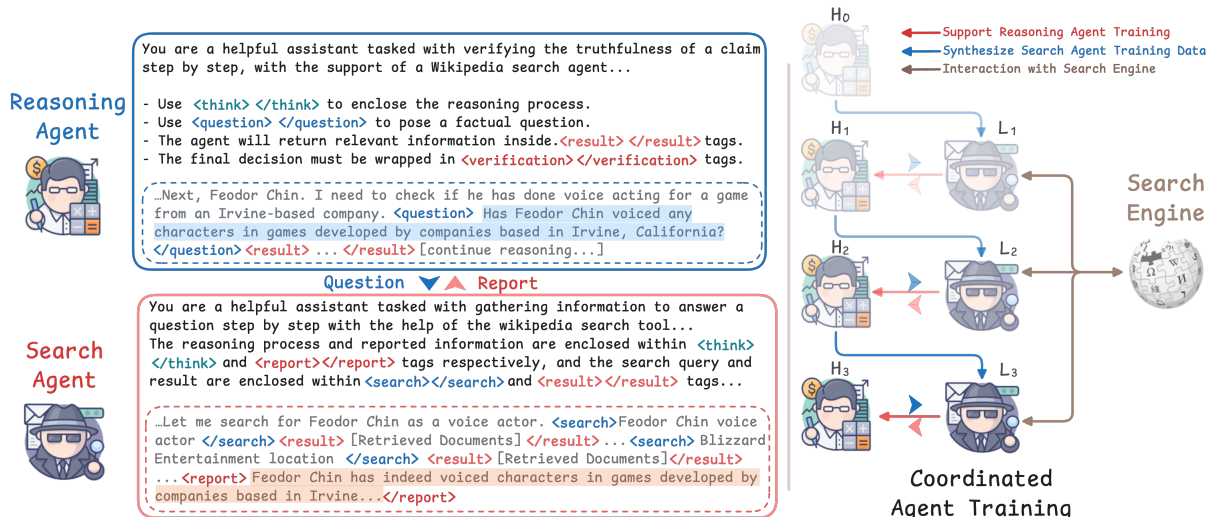 Reasoning
Agent
You are a helpful assistant tasked with verifying the truthfulness of a claim
step by step, with the support of a Wikipedia search agent...
- Use <think> </think> to enclose the reasoning process.
- Use <question> </question> to pose a factual question.
- The agent will return relevant information inside.<result> </result> tags.
- The final decision must be wrapped in <verification></verification> tags.
…Next, Feodor Chin. I need to check if he has done voice acting for a game
from an Irvine-based company. <question> Has Feodor Chin voiced any
characters in games developed by companies based in Irvine, California?
</question> <result> ... </result> [continue reasoning...]
Question
Report
Search
Agent
You are a helpful assistant tasked with gathering information to answer a
question step by step with the help of the wikipedia search tool...
The reasoning process and reported information are enclosed within <think>
</think> and <report></report> tags respectively, and the search query and
result are enclosed within <search></search> and <result></result> tags...
…Let me search for Feodor Chin as a voice actor. <search>Feodor Chin voice
actor </search> <result> [Retrieved Documents] </result> ... <search> Blizzard
Entertainment location </search> <result> [Retrieved Documents]</result>
... <report> Feodor Chin has indeed voiced characters in games developed by
companies based in Irvine...</report>
H0
Support Reasoning Agent Training
Synthesize Search Agent Training Data
Interaction with Search Engine
H1
L1
H2
L2
H3
L3
Search
Engine
Coordinated
Agent Training